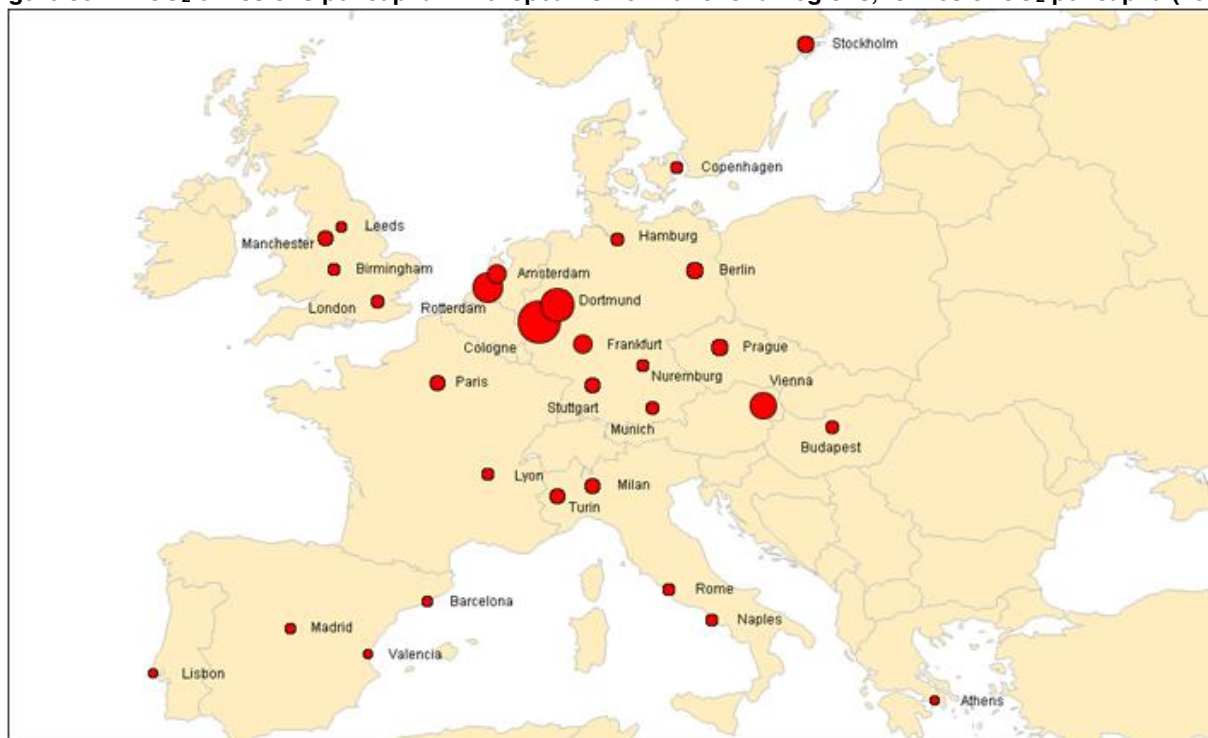 Stockholm
Copenhagen
Leeds
Hamburg
Manchester
Birmingham
Amsterdam
Berlin
Dortmund
London
Rotterdam
Cologne
Frankfurt
Prague
Nuremburg
Paris
Vienna
Stuttgart
Munich
Budapest
Lyon
Milan
Turin
Rome
Barcelona
Naples
Madrid
Valencia
Lisbon
Athens